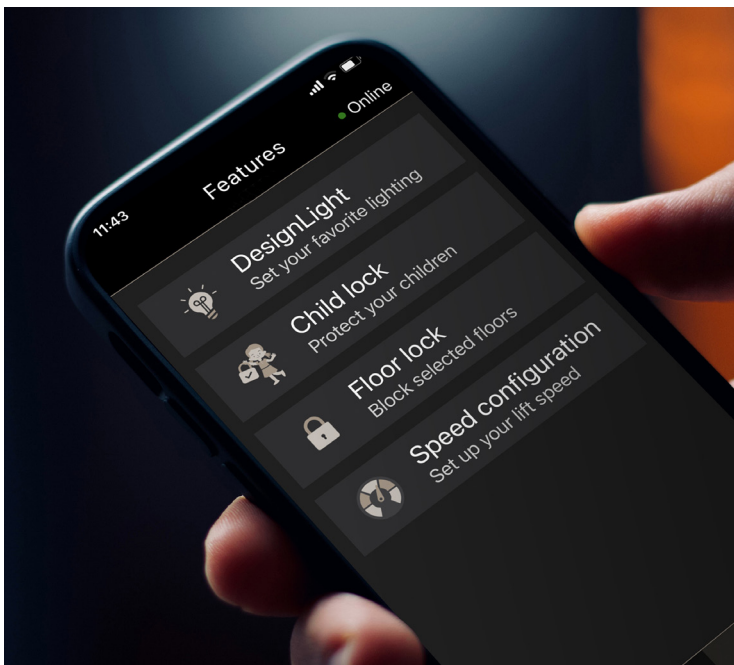 11:43
Features
Online
DesignLight
Set your favorite lighting
Child lock
Protect your children
Floor lock
Block selected floors
Speed configuration
Set up your lift speed